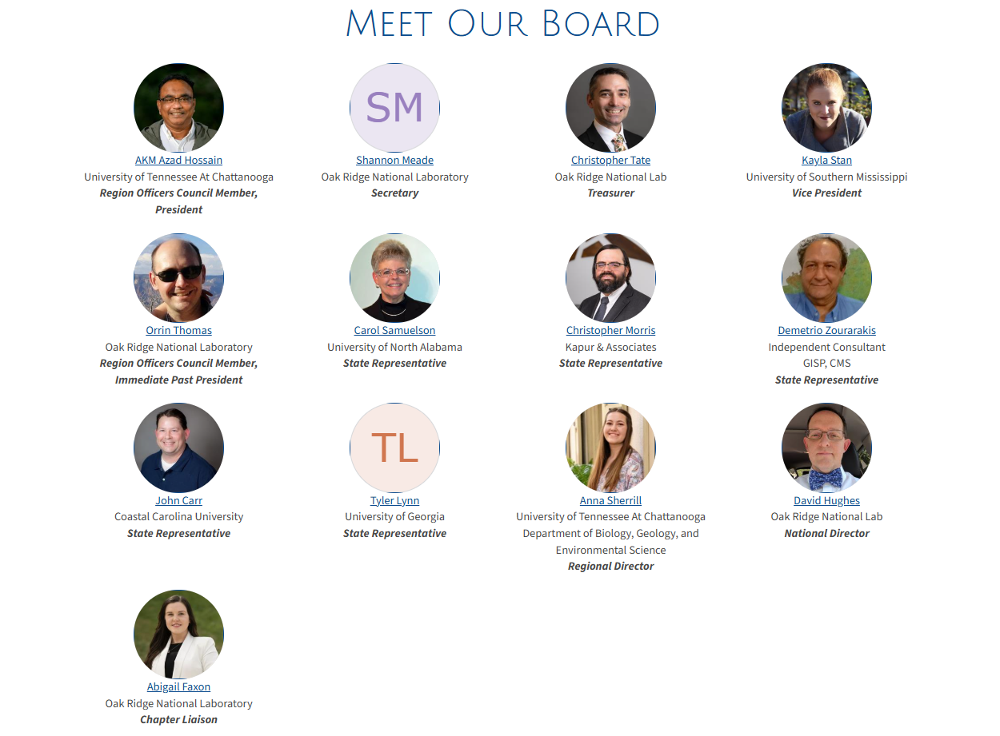 Meet Our Board
SM
AKM Azad Hossain
University of Tennessee At Chattanooga
Region Officers Council Member,
President
Shannon Meade
Oak Ridge National Laboratory
Secretary
Christopher Tate
Oak Ridge National Lab
Treasurer
Kayla Stan
University of Southern Mississippi
Vice President
Orrin Thomas
Oak Ridge National Laboratory
Region Officers Council Member,
Immediate Past President
Carol Samuelson
University of North Alabama
State Representative
Christopher Morris
Kapur & Associates
State Representative
Demetrio Zourarakis
Independent Consultant
GISP, CMS
State Representative
John Carr
Coastal Carolina University
State Representative
TL
Tyler Lynn
University of Georgia
State Representative
Anna Sherrill
University of Tennessee At Chattanooga
Department of Biology, Geology, and
Environmental Science
Regional Director
David Hughes
Oak Ridge National Lab
National Director
Abigail Faxon
Oak Ridge National Laboratory
Chapter Liaison